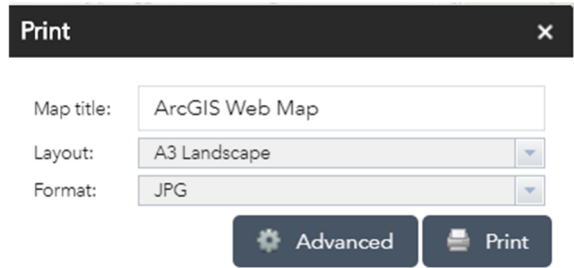 Print
Map title: ArcGIS Web Map
Layout: A3 Landscape
Format: JPG
Advanced Print